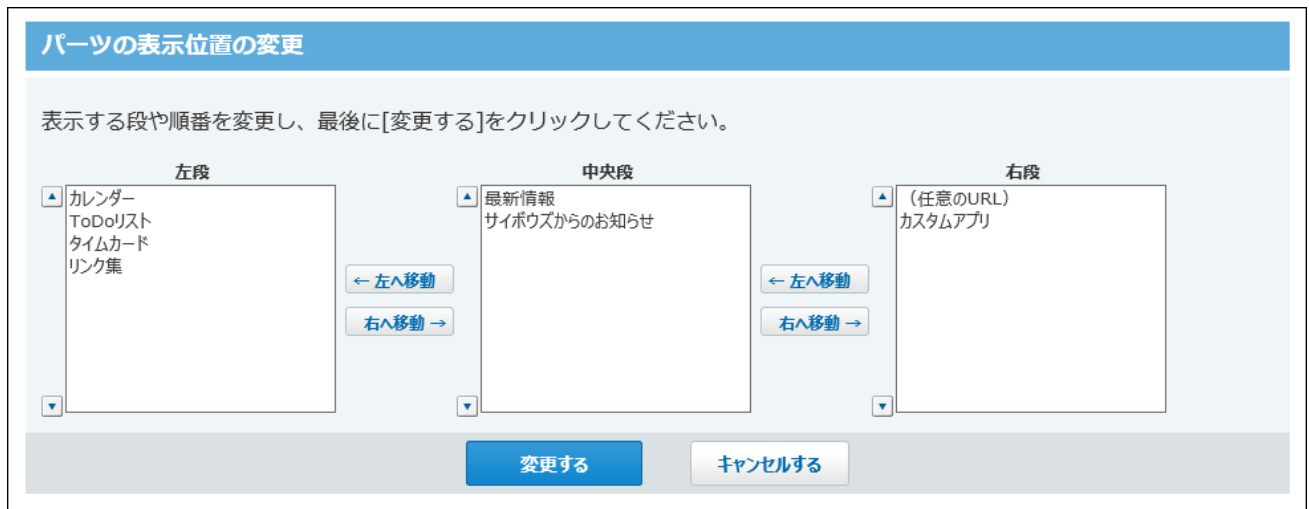 パーツの表示位置の変更
表示する段や順番を変更し、最後に[変更する]をクリックしてください。
左段
カレンダー
ToDoリスト
タイムカード
リンク集
← 左へ移動
右へ移動 →
中央段
最新情報
サイボウズからのお知らせ
← 左へ移動
右へ移動 →
右段
（任意のURL）
カスタムアプリ
変更する
キャンセルする